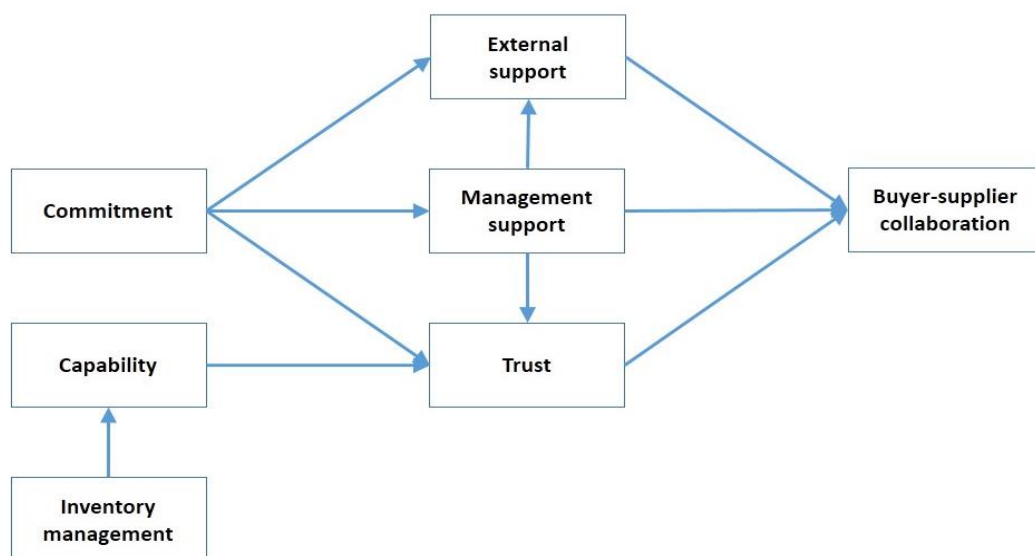 External
support
Commitment
Management
support
Buyer-supplier
collaboration
Capability
Trust
Inventory
management